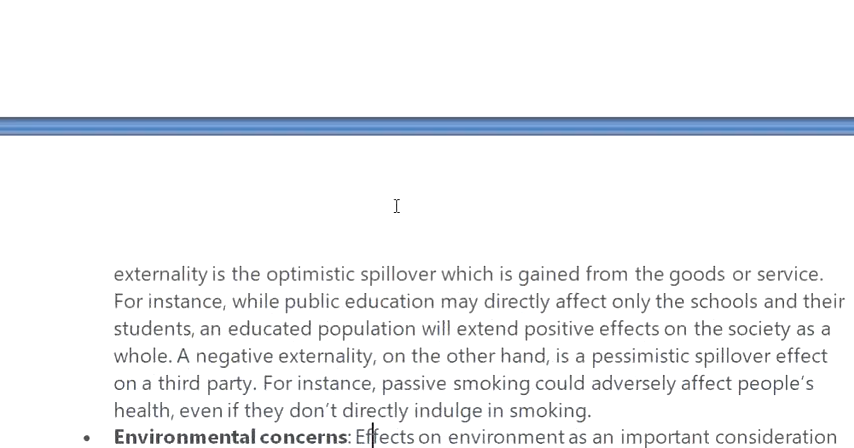 externality is the optimistic spillover which is gained from the goods or service.
For instance, while public education may directly affect only the schools and their
students, an educated population will extend positive effects on the society as a
whole. A negative externality, on the other hand, is a pessimistic spillover effect
on a third party. For instance, passive smoking could adversely affect people’s
health, even if they don’t directly indulge in smoking.
• Environmental concerns: Effects on environment as an important consideration